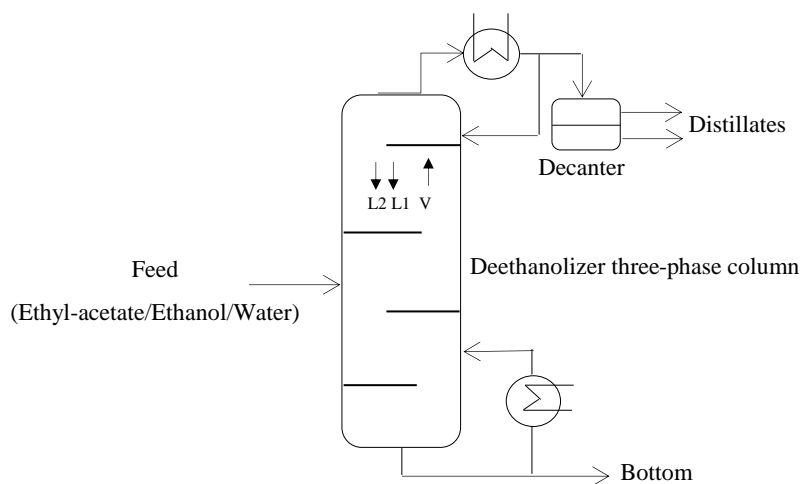 Distillates
Decanter
L2 L1 V
Feed
(Ethyl-acetate/Ethanol/Water)
Deethanolizer three-phase column
Bottom